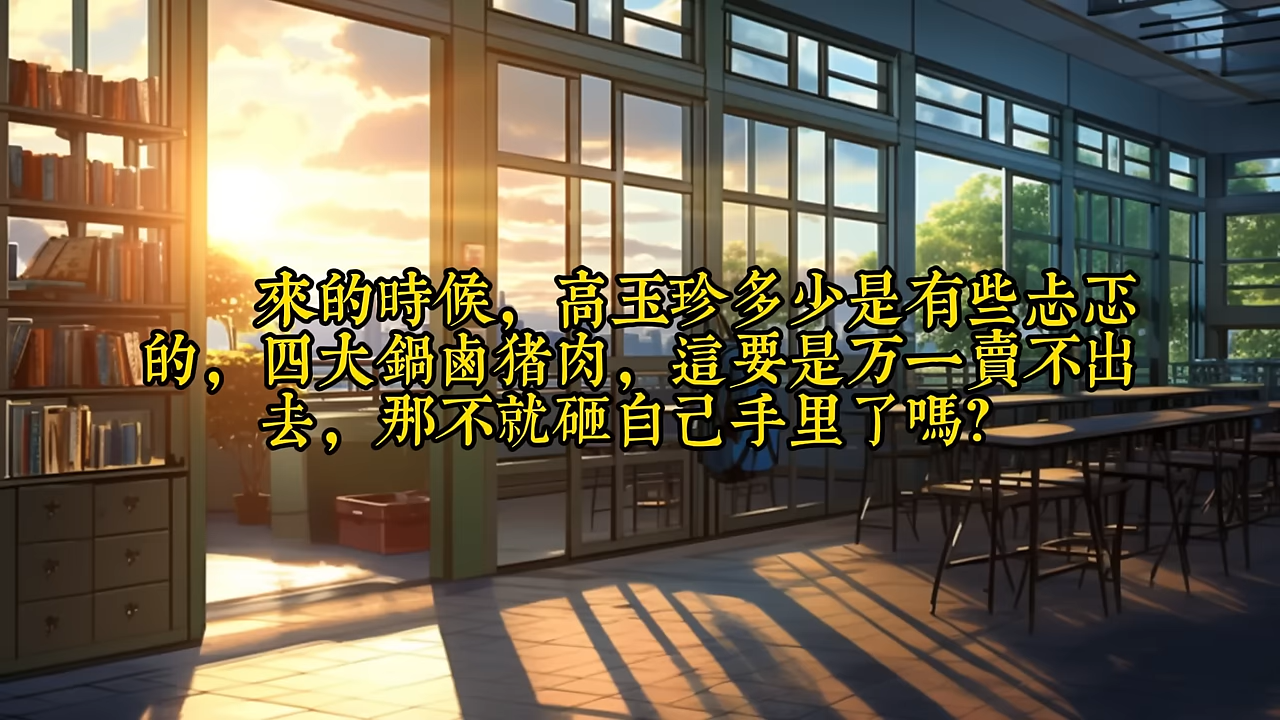 來的時候，高玉珍多少是有些忐忑
的，四大鍋鹵猪肉，這要是万一賣不出
去，那不就砸自己手里了嗎？